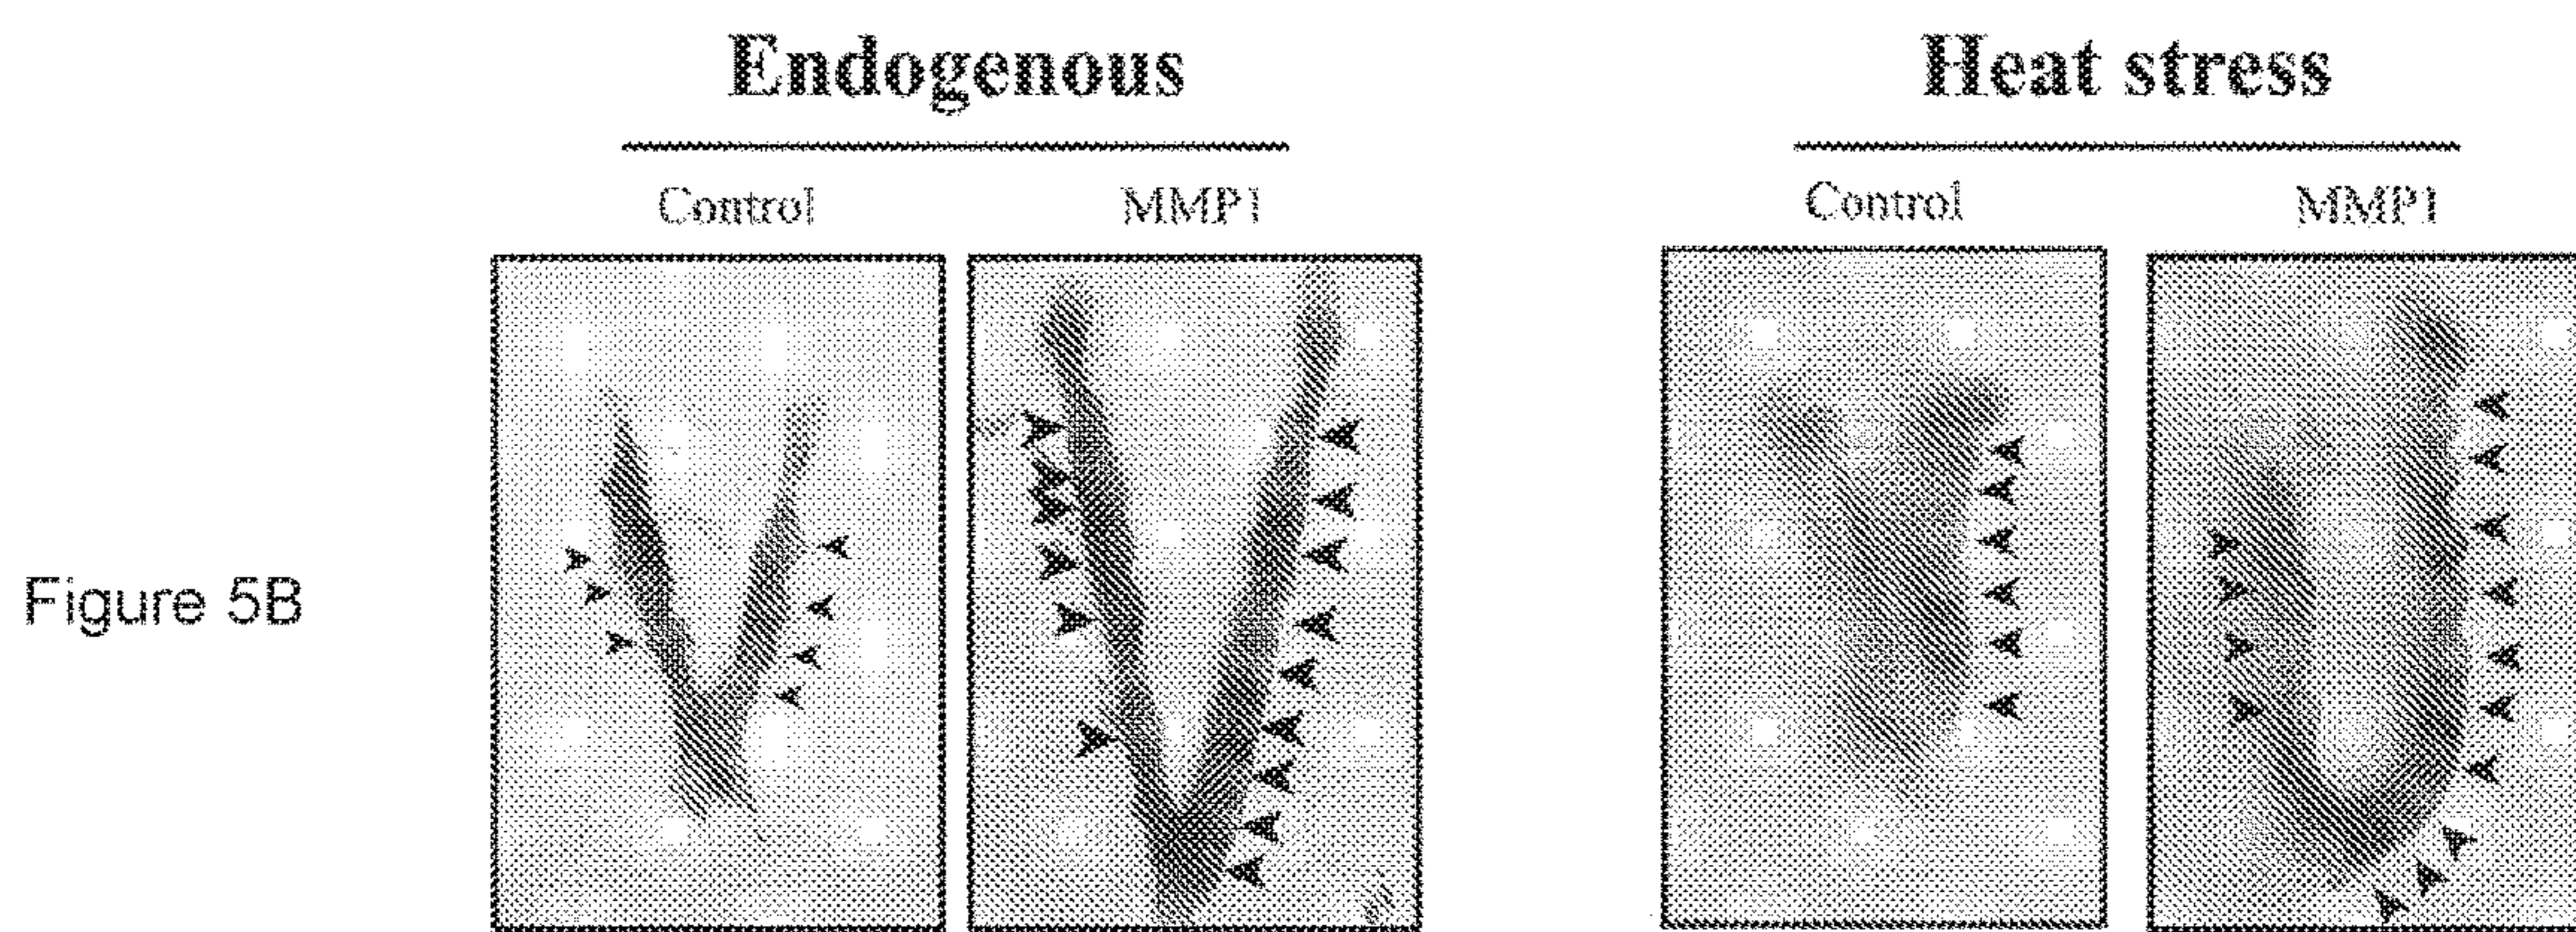 Endogenous
Heat stress
Control
MMP1
Control
MMP1
Figure 5B